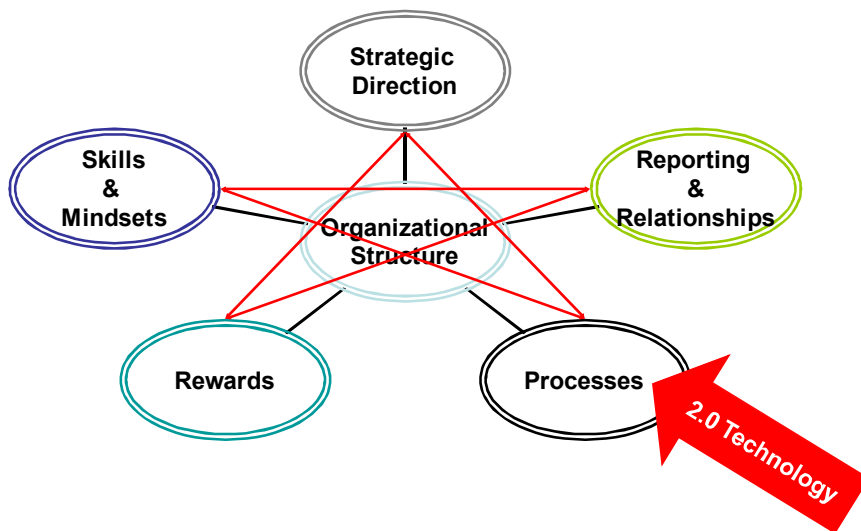 Strategic
Direction
Skills
&
Mindsets
Reporting
&
Relationships
Organizational
Structure
Rewards
Processes
2.0 Technology